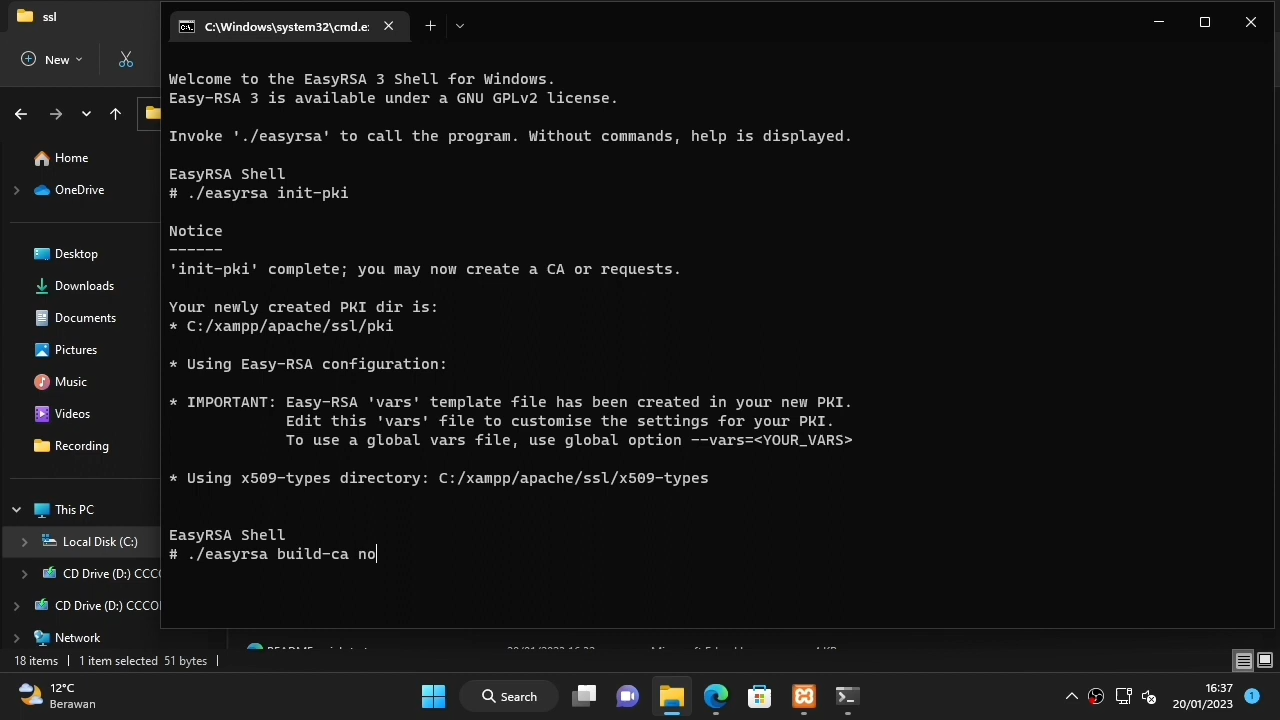 ssl
C:\Windows\system32\cmd.e
New
Welcome to the EasyRSA 3 Shell for Windows.
Easy-RSA 3 is available under a GNU GPLv2 license.
Invoke './easyrsa' to call the program. Without commands, help is displayed.
EasyRSA Shell
# ./easyrsa init-pki
Notice
------
'init-pki' complete; you may now create a CA or requests.
Your newly created PKI dir is:
* C:/xampp/apache/ssl/pki
* Using Easy-RSA configuration:
* IMPORTANT: Easy-RSA 'vars' template file has been created in your new PKI.
Edit this 'vars' file to customise the settings for your PKI.
To use a global vars file, use global option --vars=<YOUR_VARS>
* Using x509-types directory: C:/xampp/apache/ssl/x509-types
EasyRSA Shell
# ./easyrsa build-ca no
Home
OneDrive
Desktop
Downloads
Documents
Pictures
Music
Videos
Recording
This PC
Local Disk (C:)
CD Drive (D:) CCCO
CD Drive (D:) CCCO
Network
18 items
1 item selected 51 bytes
12°C
Search
16:37
20/01/2023
1